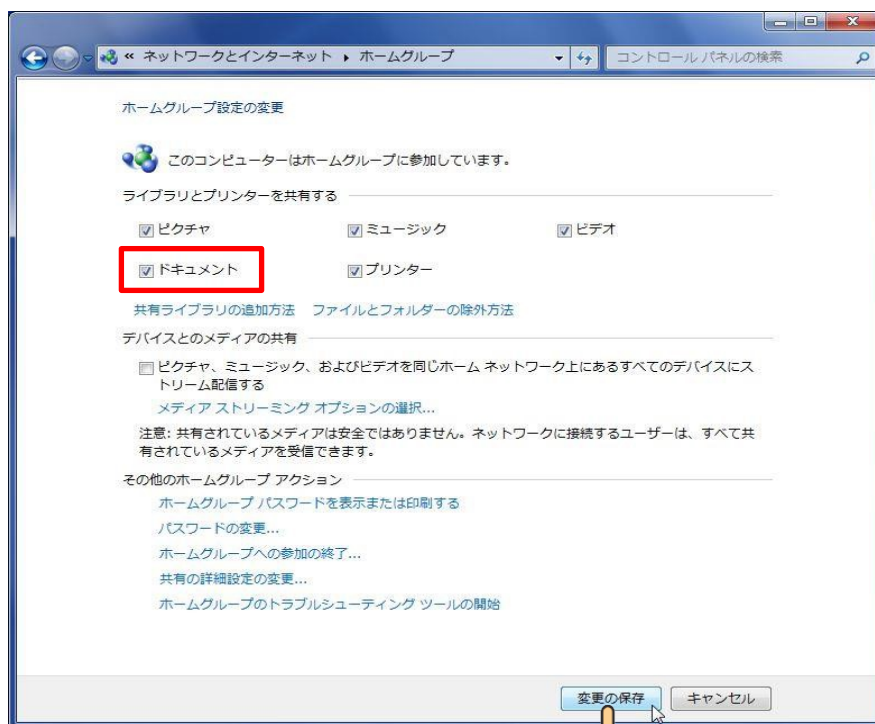 « ネットワークとインターネット ▸ ホームグループ
コントロール パネルの検索
ホームグループ設定の変更
このコンピューターはホームグループに参加しています。
ライブラリとプリンターを共有する
ピクチャ ミュージック ビデオ
ドキュメント プリンター
共有ライブラリの追加方法 ファイルとフォルダーの除外方法
デバイスとのメディアの共有
ピクチャ、ミュージック、およびビデオを同じホーム ネットワーク上にあるすべてのデバイスにス
トリーム配信する
メディア ストリーミング オプションの選択...
注意: 共有されているメディアは安全ではありません。ネットワークに接続するユーザーは、すべて共
有されているメディアを受信できます。
その他のホームグループ アクション
ホームグループ パスワードを表示または印刷する
パスワードの変更...
ホームグループへの参加の終了...
共有の詳細設定の変更...
ホームグループのトラブルシューティング ツールの開始
変更の保存 キャンセル